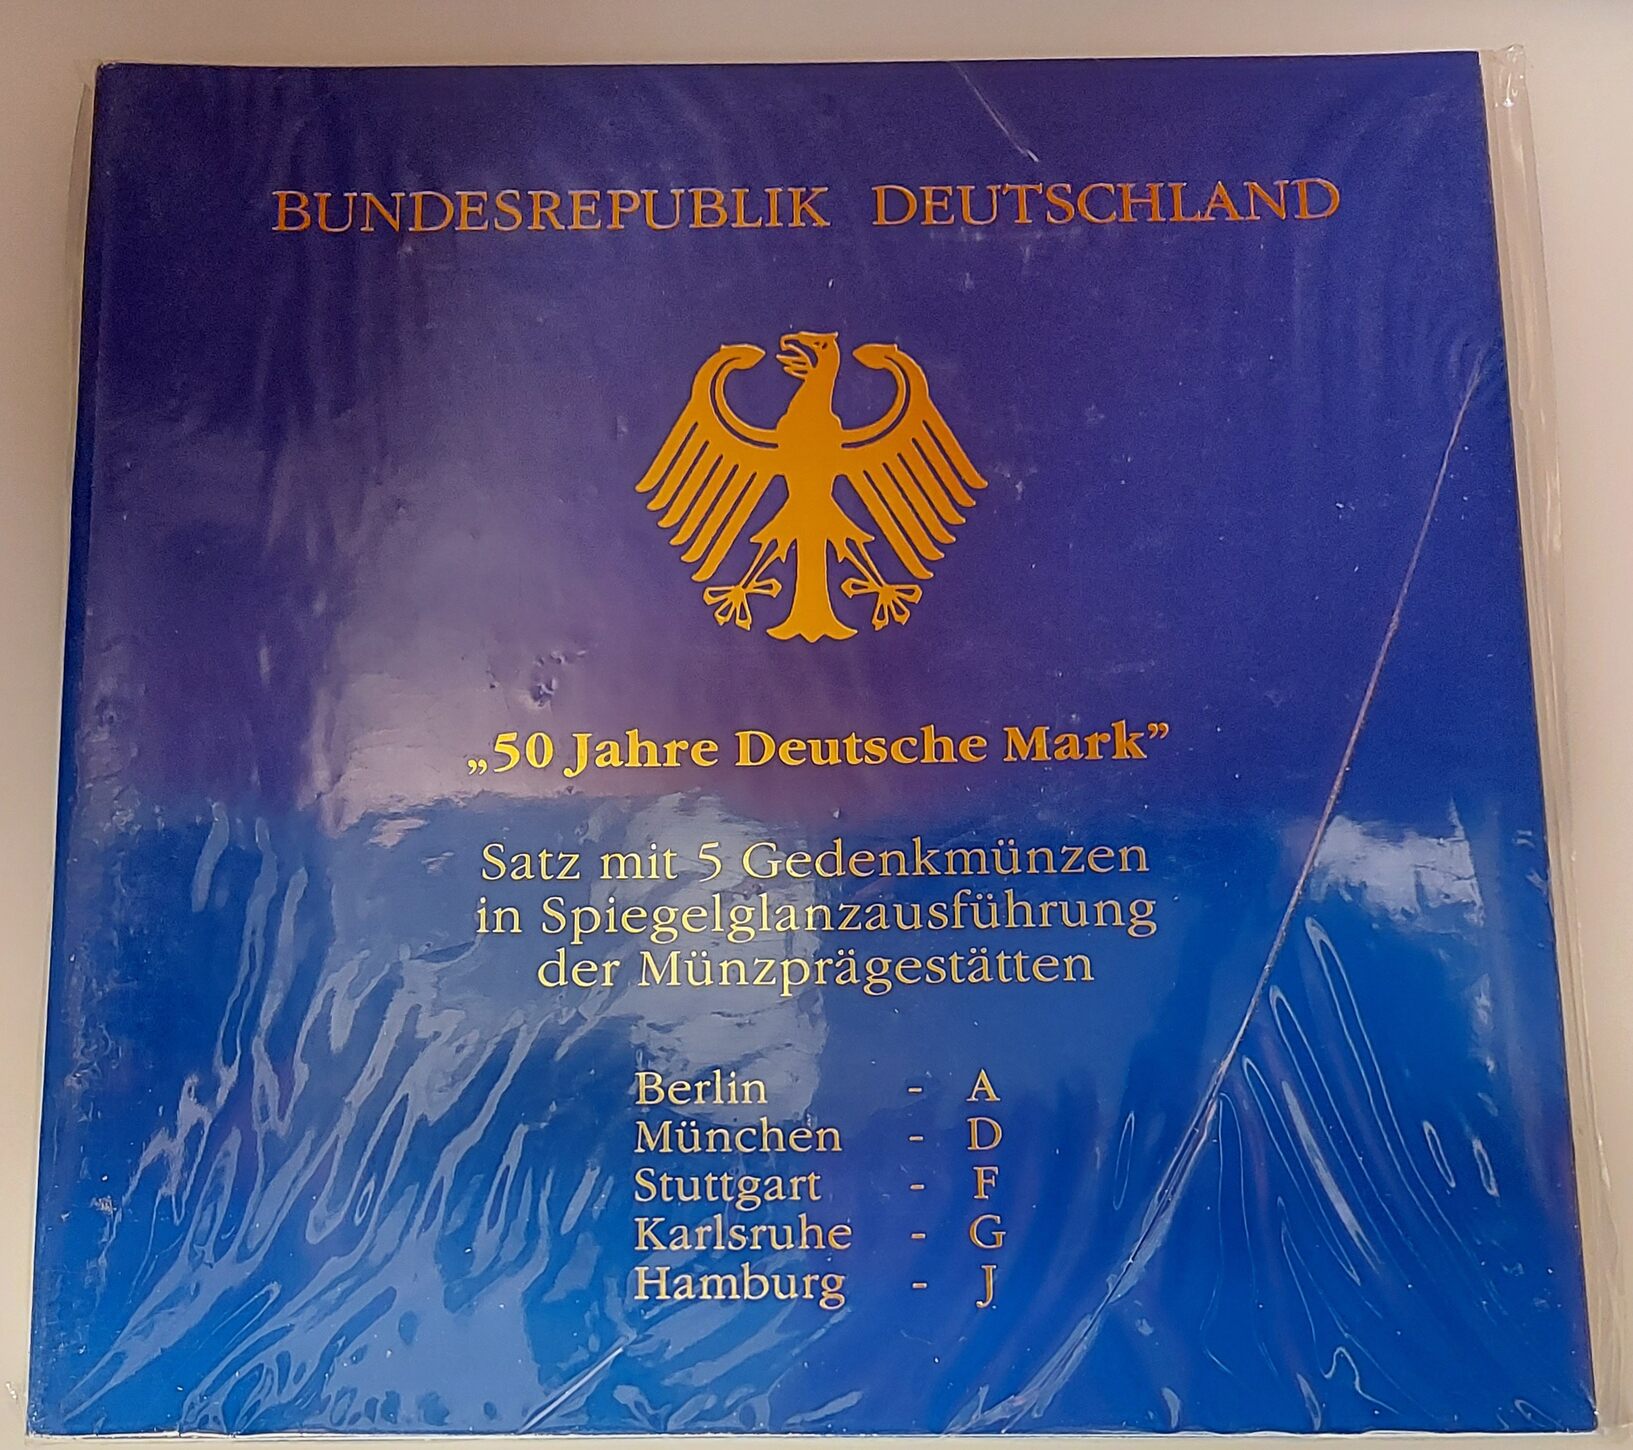 BUNDESREPUBLIK DEUTSCHLAND
„50 Jahre Deutsche Mark”
Satz mit 5 Gedenkmünzen
in Spiegelglanzausführung
der Münzprägestätten
Berlin - A
München - D
Stuttgart - F
Karlsruhe - G
Hamburg - J